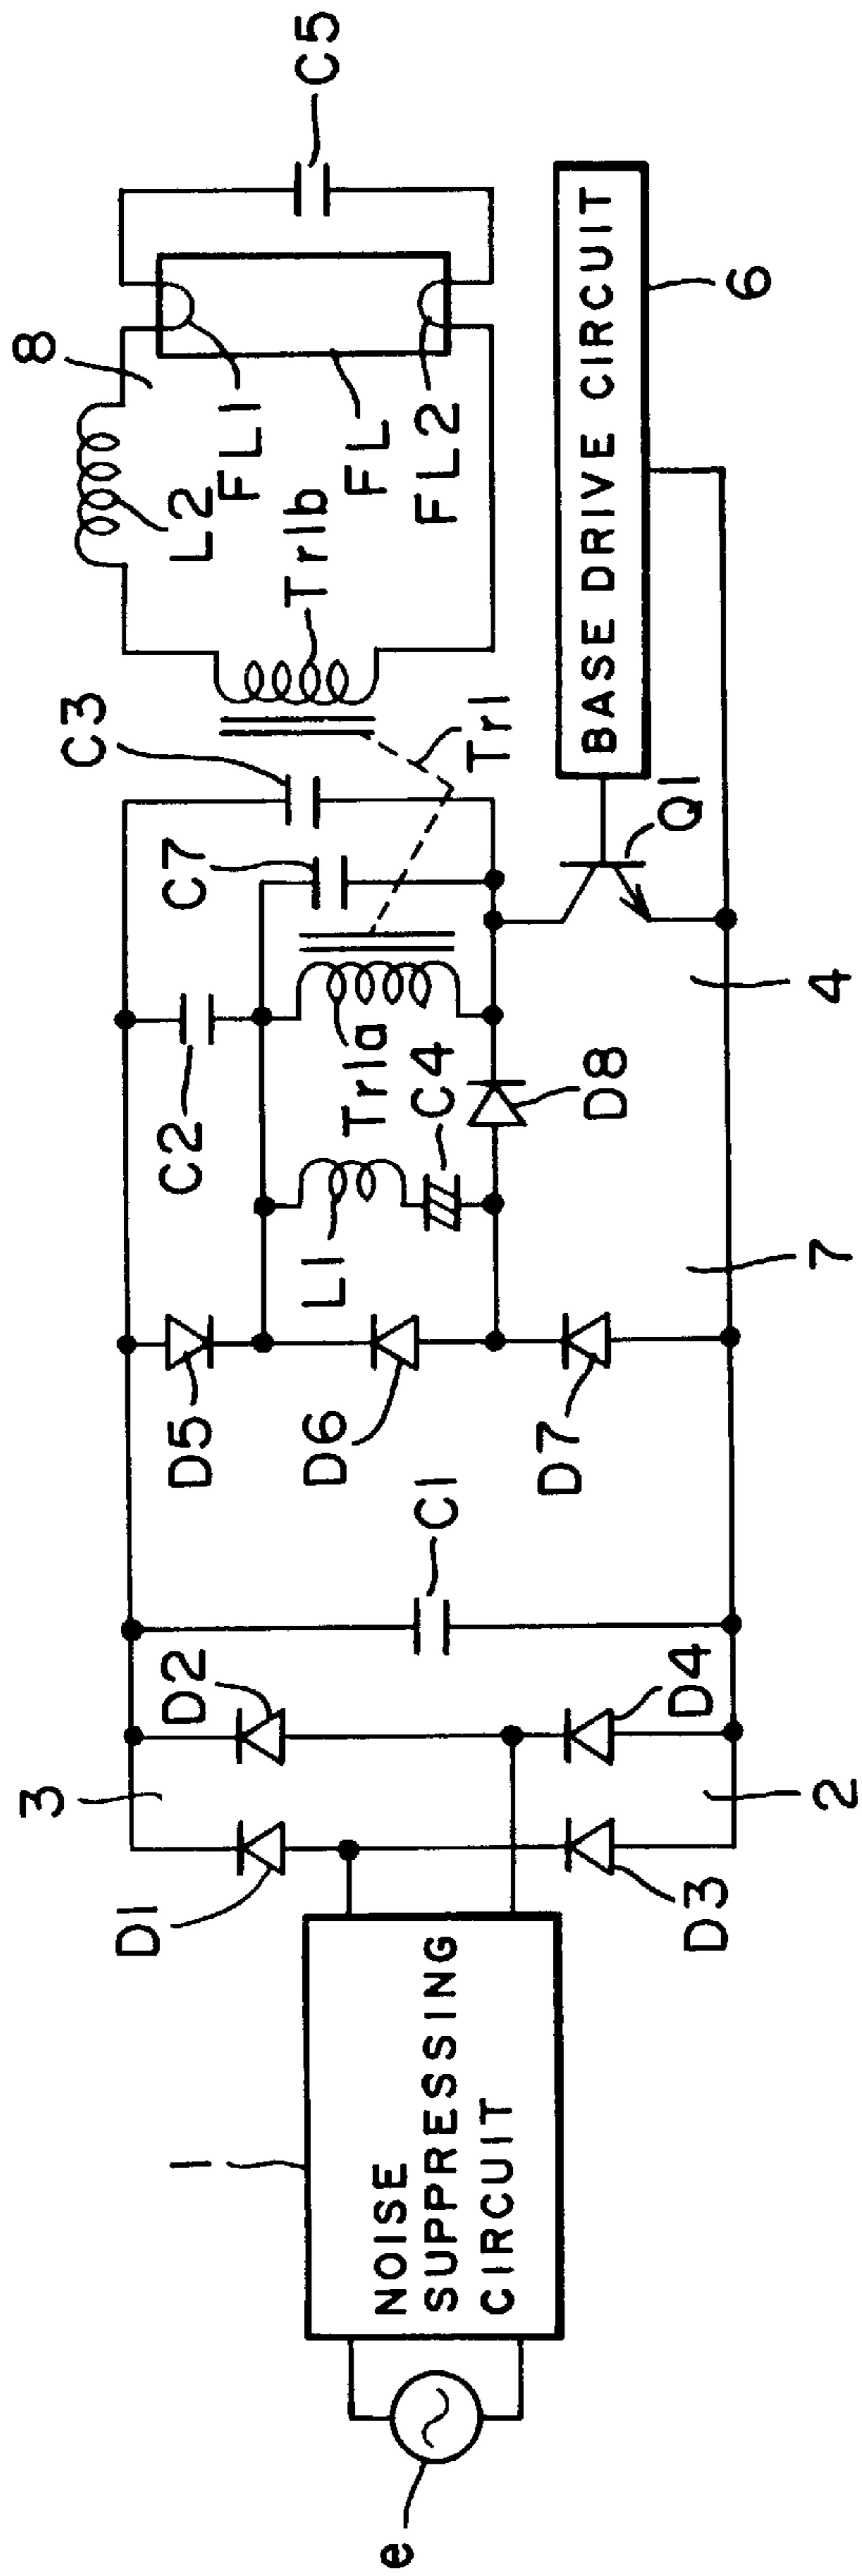 e
1
NOISE
SUPPRESSING
CIRCUIT
3
2
D1
D2
D3
D4
C1
D5
D6
D7
7
C2
L1
C4
Tr1a
D8
4
C7
C3
Tr1
Q1
Tr1b
L2
8
FL1
FL
FL2
C5
BASE DRIVE CIRCUIT
6